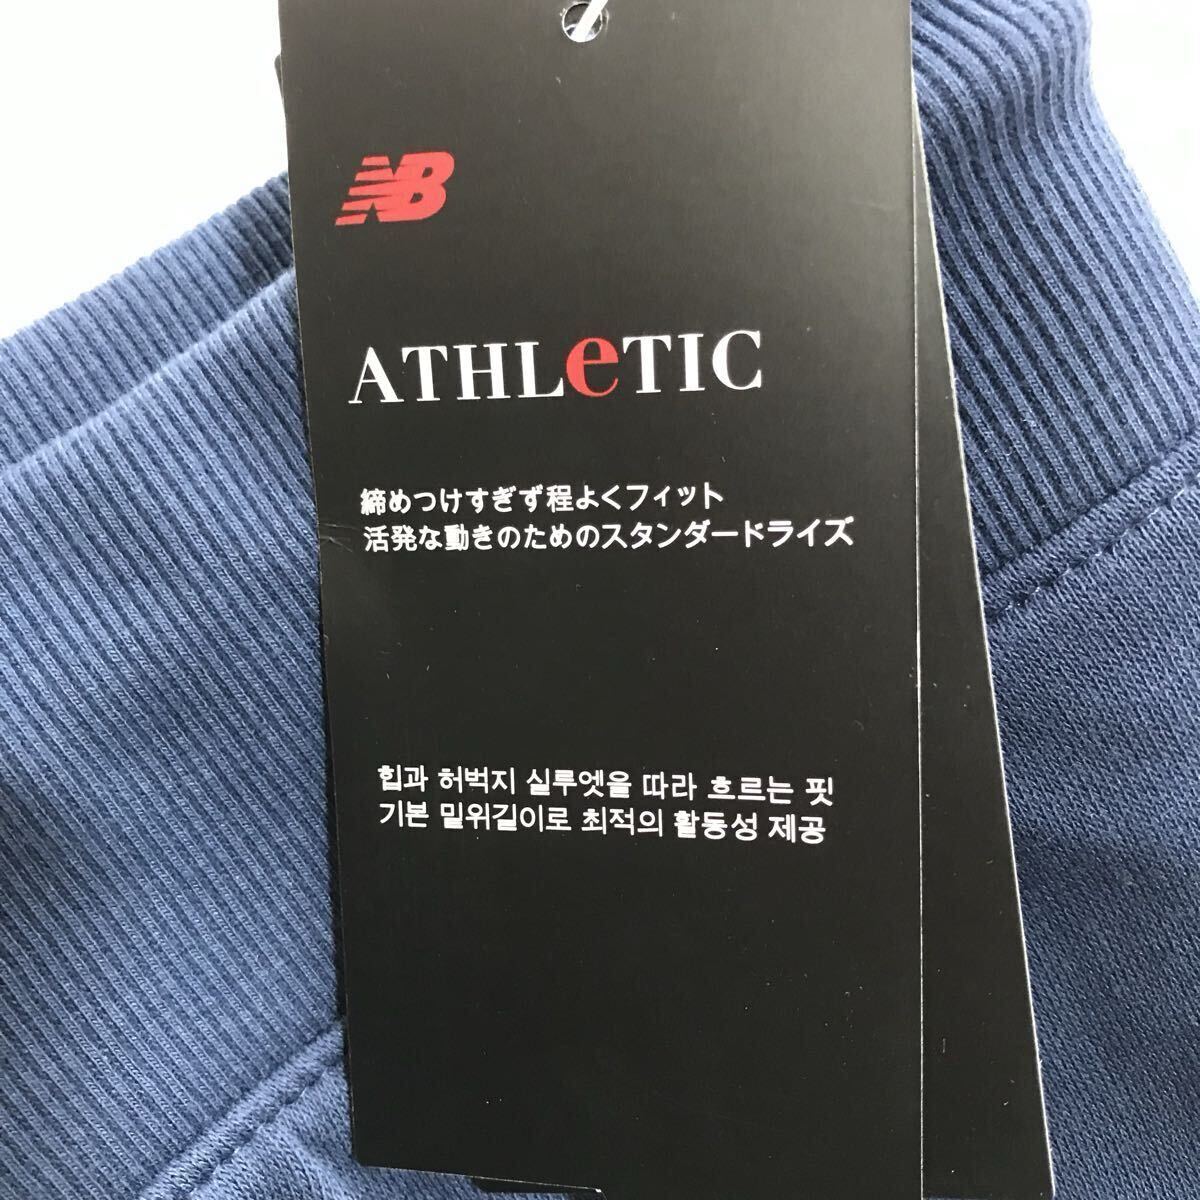 NB
ATHLeTIC
締めつけすぎず程よくフィット
活発な動きのためのスタンダードライズ
힙과 허벅지 실루엣을 따라 흐르는 핏
기본 밑위길이로 최적의 활동성 제공